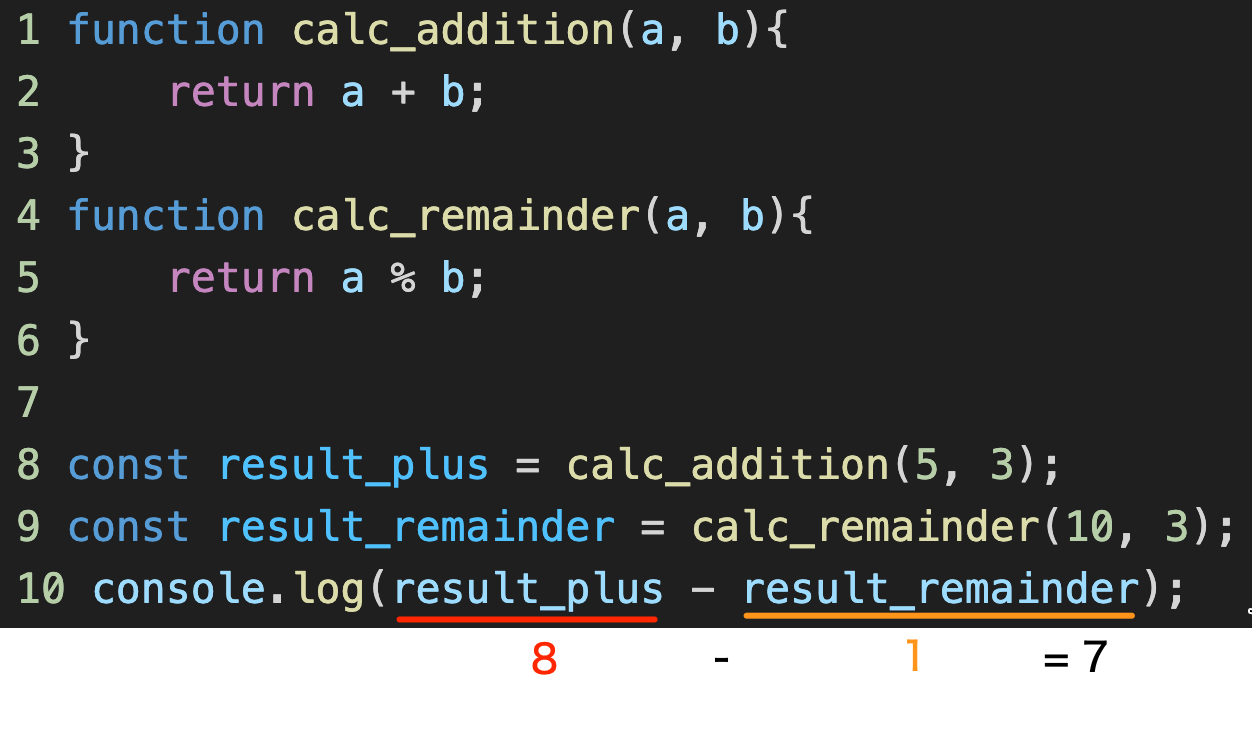 1 function calc_addition(a, b){
2     return a + b;
3 }
4 function calc_remainder(a, b){
5     return a % b;
6 }
7
8 const result_plus = calc_addition(5, 3);
9 const result_remainder = calc_remainder(10, 3);
10 console.log(result_plus - result_remainder);
8 - 1 = 7